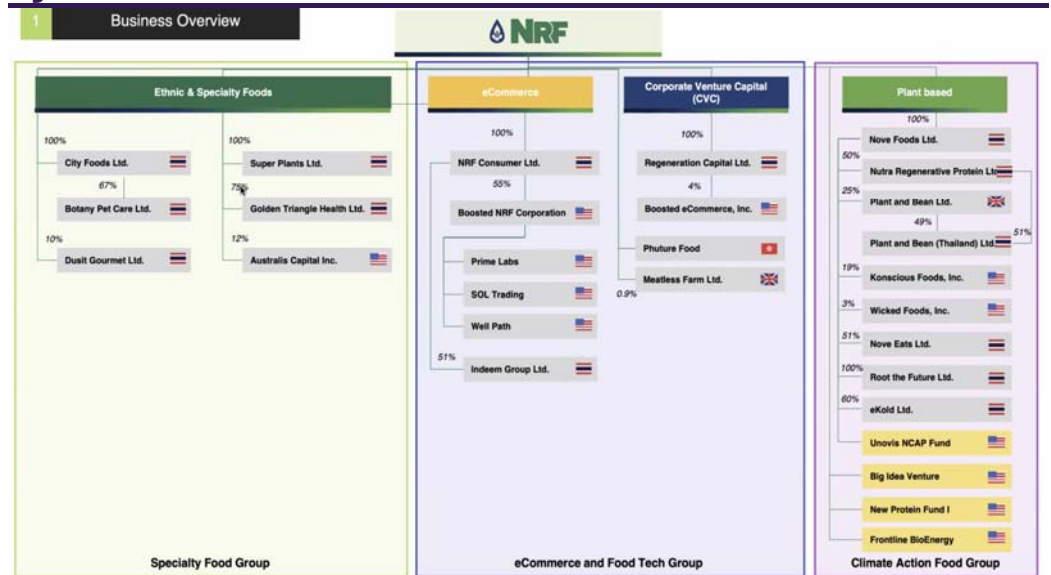 1
Business Overview
NRF
Ethnic & Specialty Foods
100%
City Foods Ltd.
67%
Botany Pet Care Ltd.
10%
Dusit Gourmet Ltd.
100%
Super Plants Ltd.
75%
Golden Triangle Health Ltd.
12%
Australis Capital Inc.
Specialty Food Group
eCommerce
100%
NRF Consumer Ltd.
55%
Boosted NRF Corporation
Prime Labs
SOL Trading
Well Path
51%
Indeem Group Ltd.
Corporate Venture Capital
(CVC)
100%
Regeneration Capital Ltd.
4%
Boosted eCommerce, Inc.
Phuture Food
Meatless Farm Ltd.
0.9%
eCommerce and Food Tech Group
Plant based
100%
Nove Foods Ltd.
50%
Nutra Regenerative Protein
25%
Plant and Bean Ltd.
49%
Plant and Bean (Thailand) Ltd.
51%
19%
Konscious Foods, Inc.
3%
Wicked Foods, Inc.
51%
Nove Eats Ltd.
100%
Root the Future Ltd.
60%
eKold Ltd.
Unovis NCAP Fund
Big Idea Venture
New Protein Fund I
Frontline BioEnergy
Climate Action Food Group